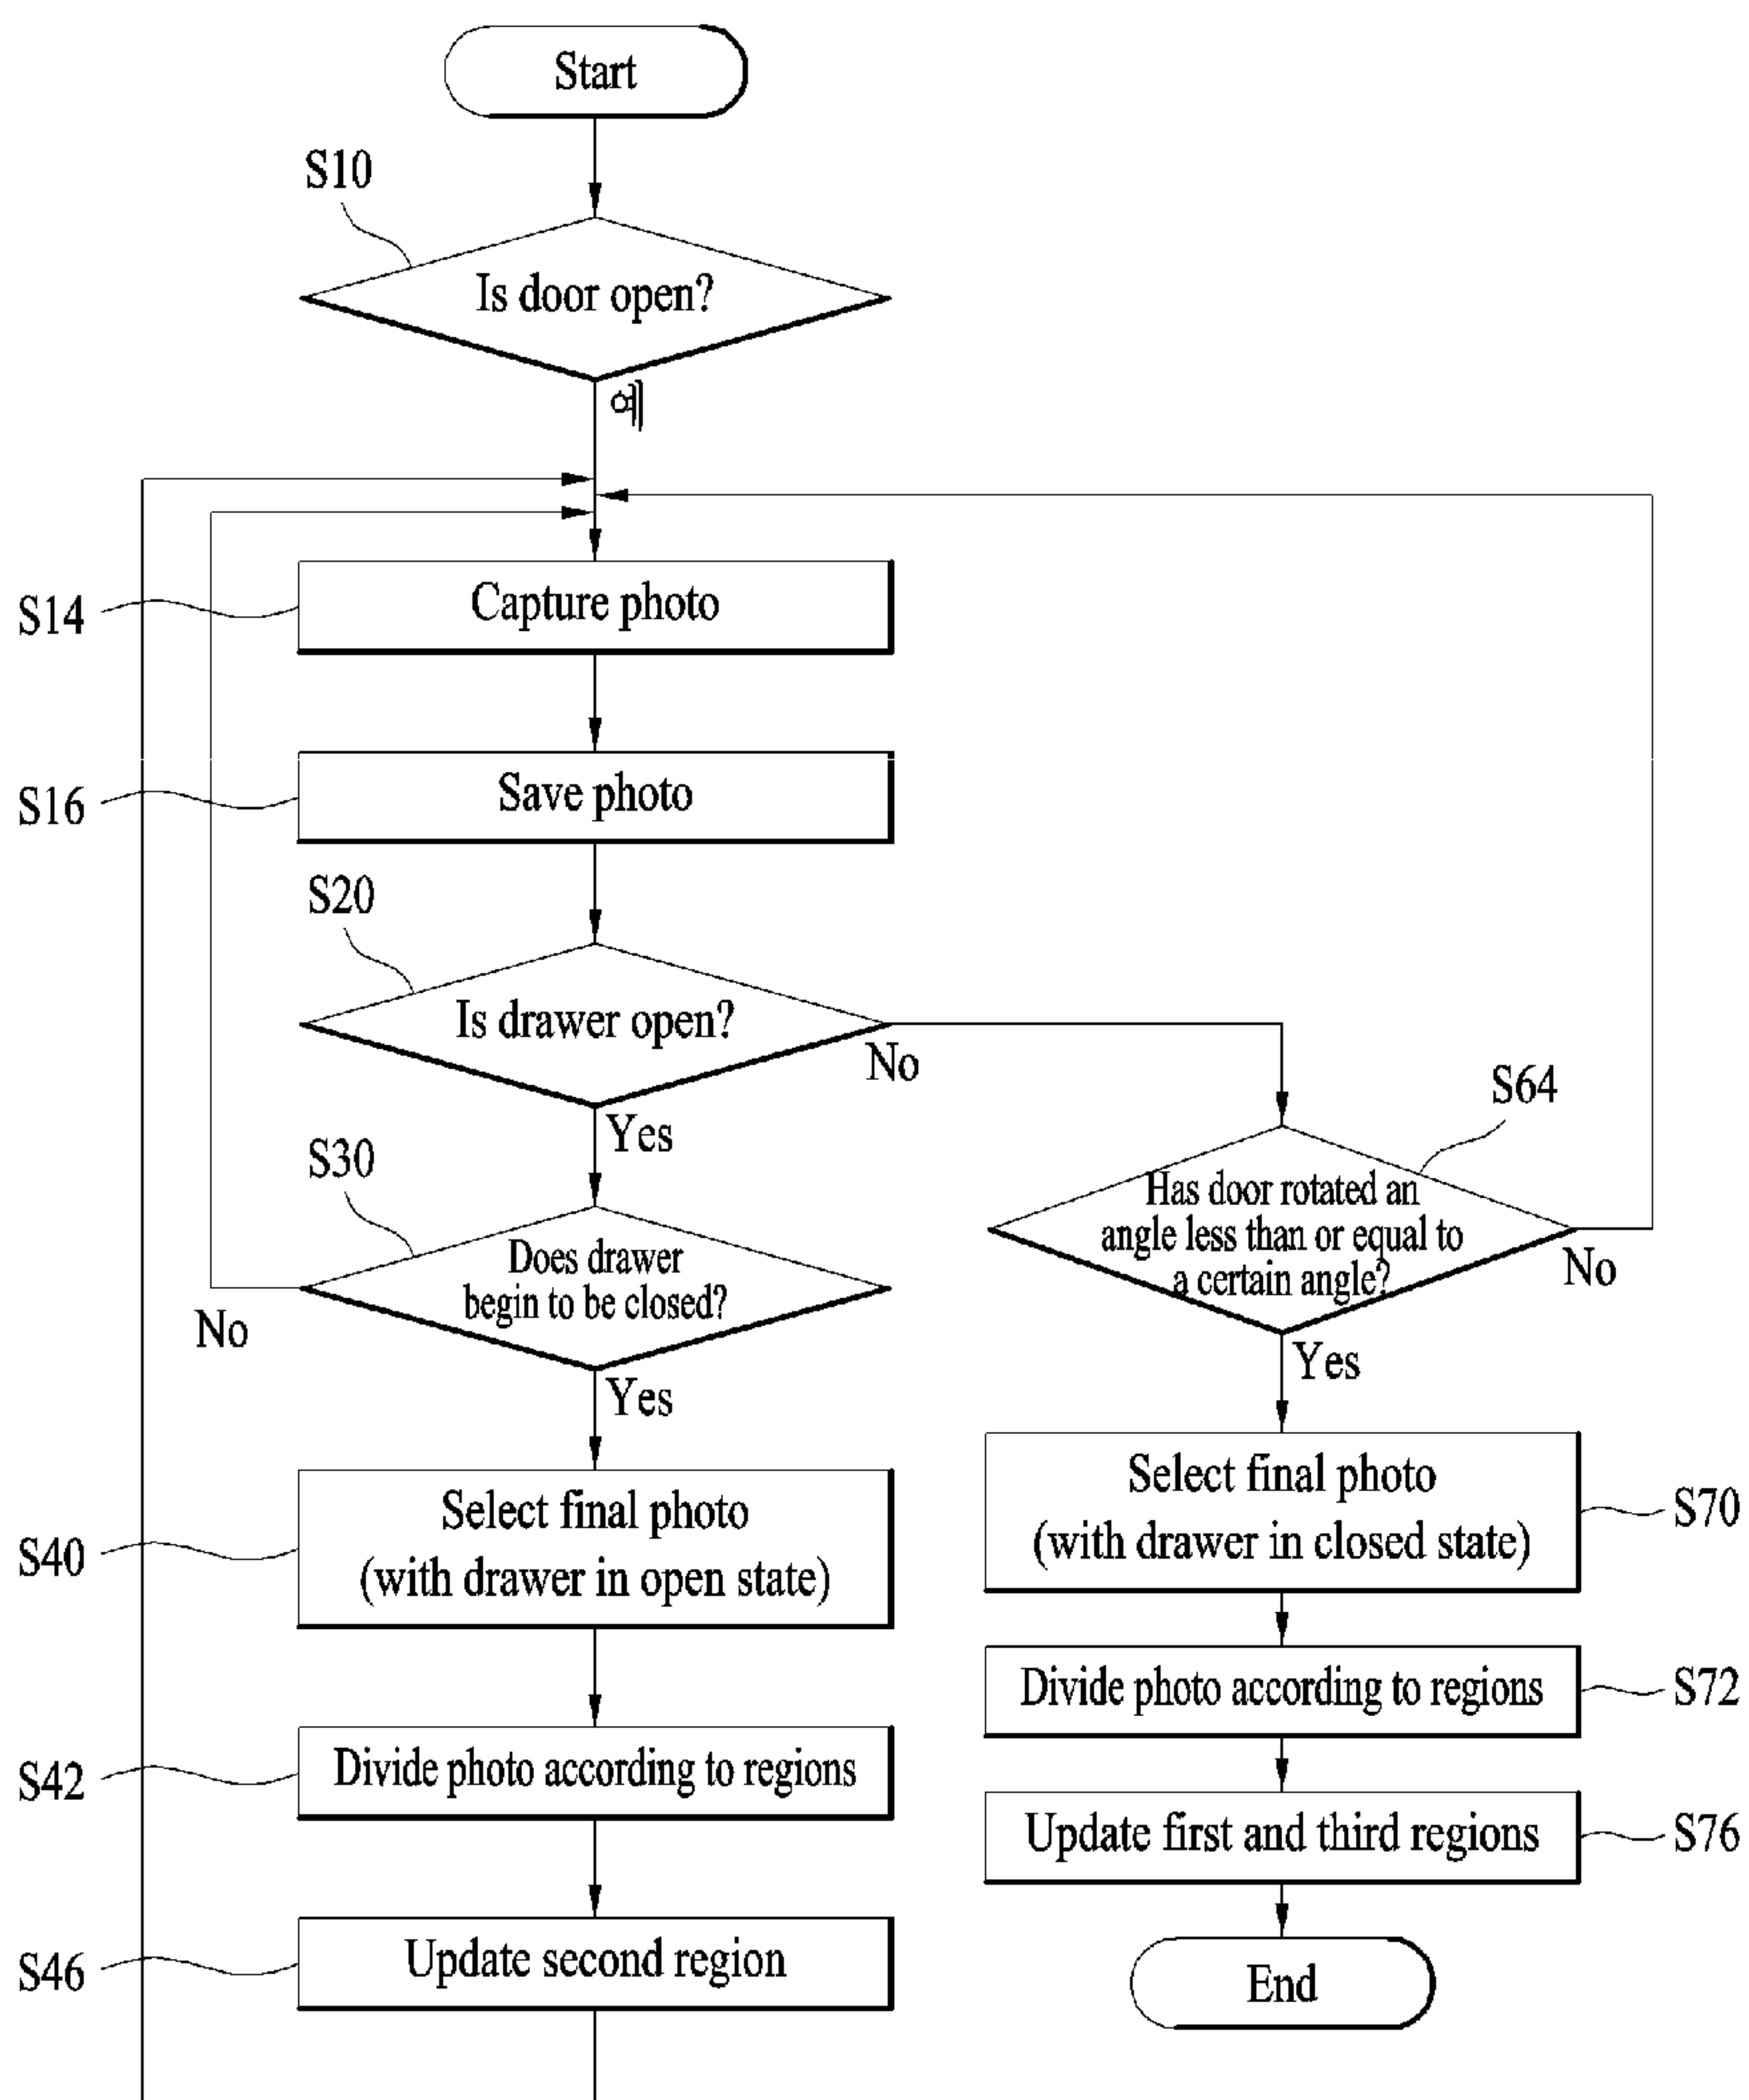 Start
S10
Is door open?
예
S14
Capture photo
S16
Save photo
S20
Is drawer open?
No
Yes
S64
S30
Has door rotated an
angle less than or equal to
a certain angle?
No
Does drawer
begin to be closed?
No
Yes
Yes
Select final photo
(with drawer in open state)
S40
Select final photo
(with drawer in closed state)
S70
Divide photo according to regions
S42
Divide photo according to regions
S72
Update first and third regions
S76
Update second region
S46
End